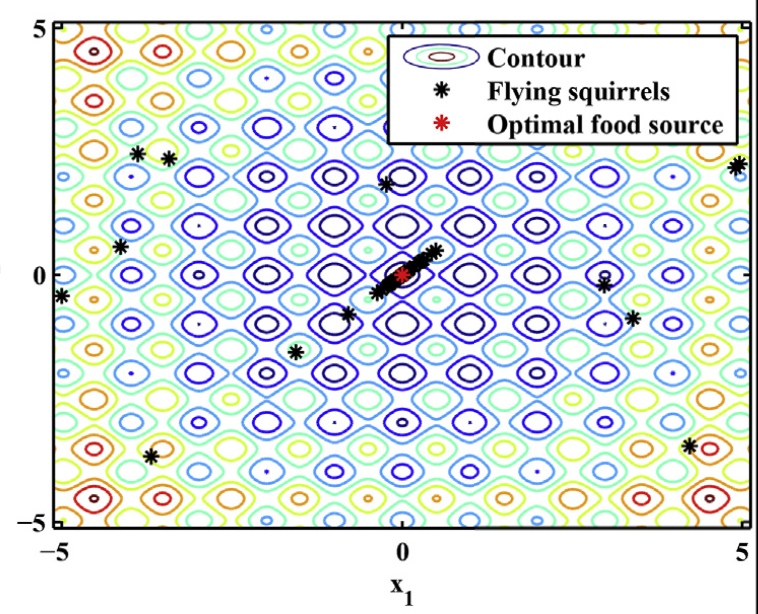 5
Contour
Flying squirrels
Optimal food source
0
−5
−5 0 5
x1